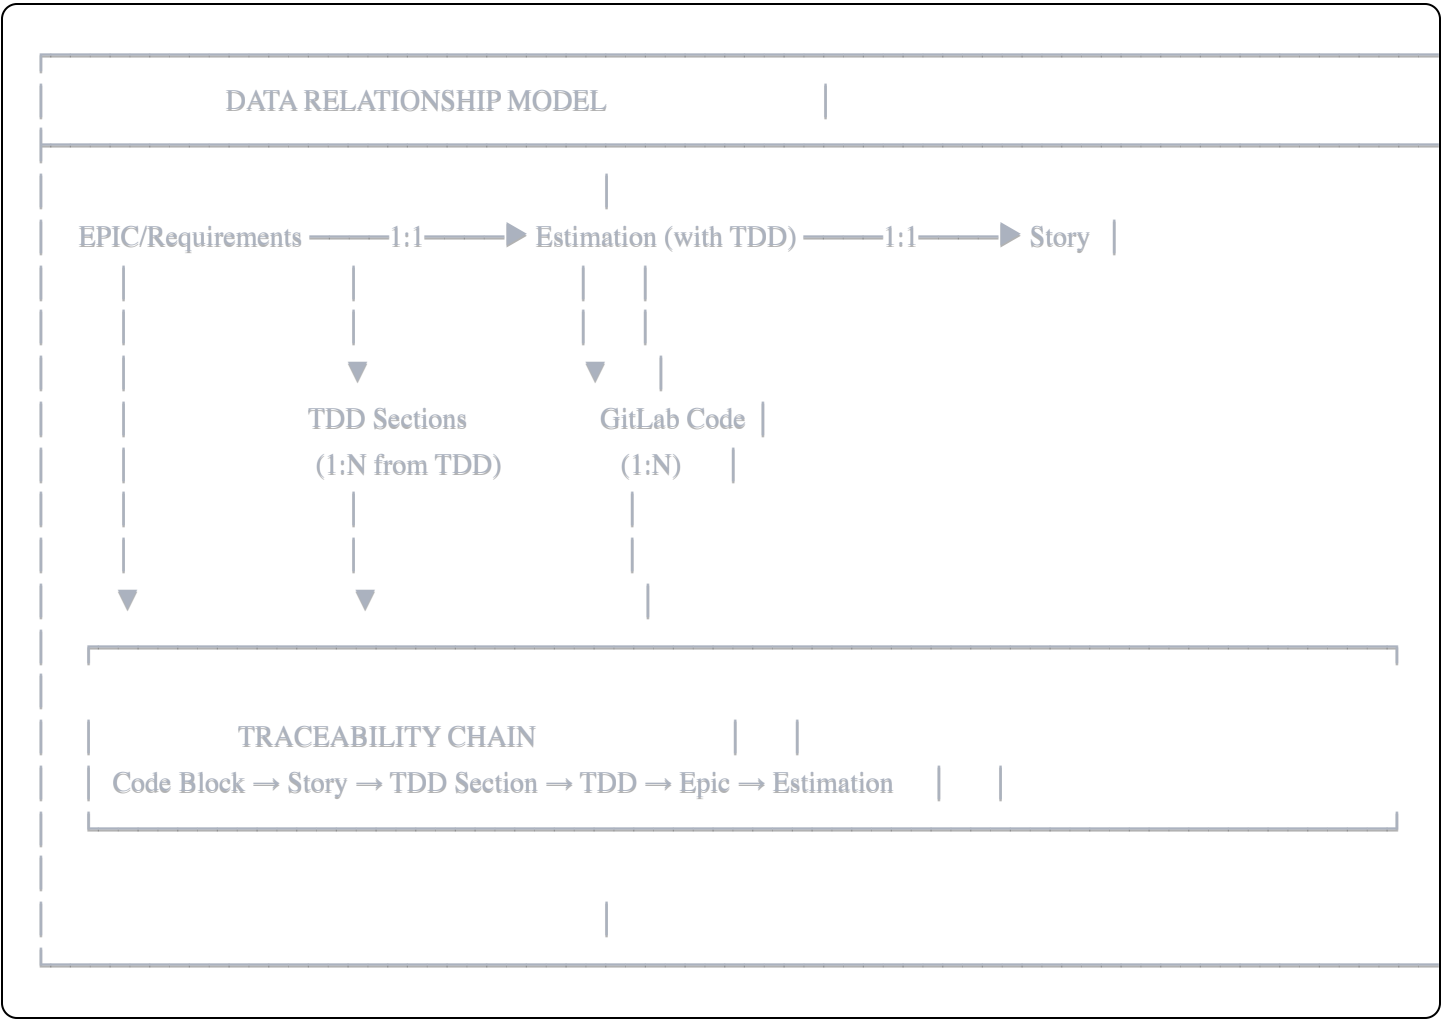 DATA RELATIONSHIP MODEL
EPIC/Requirements ────1:1────▶ Estimation (with TDD) ────1:1────▶ Story
TDD Sections GitLab Code
(1:N from TDD) (1:N)
TRACEABILITY CHAIN
Code Block → Story → TDD Section → TDD → Epic → Estimation